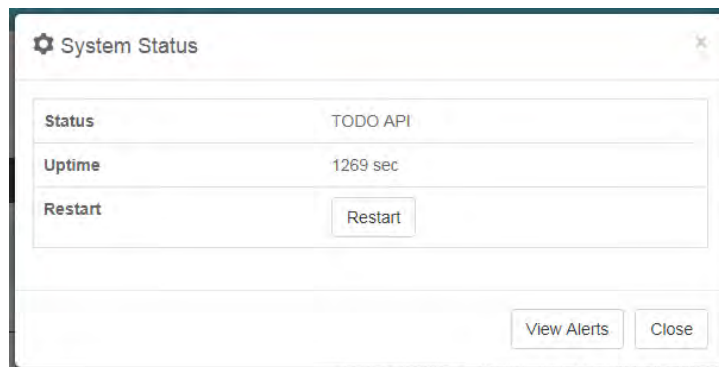 System Status
×
Status TODO API
Uptime 1269 sec
Restart Restart
View Alerts Close